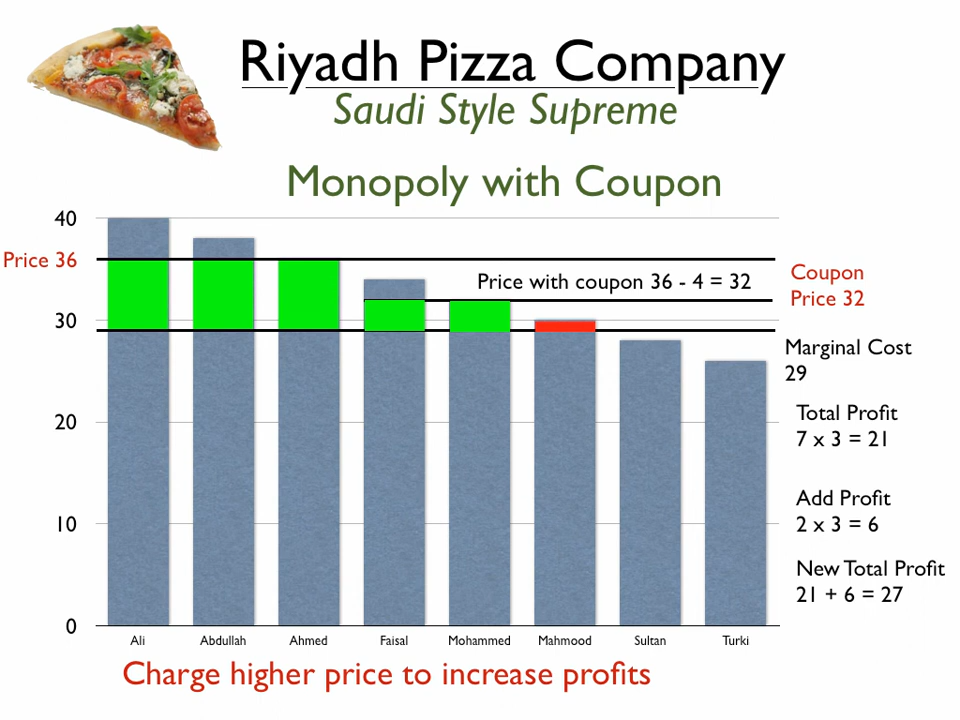 Riyadh Pizza Company
Saudi Style Supreme
Monopoly with Coupon
40
Price 36
30
20
10
0
Price with coupon 36 - 4 = 32
Coupon
Price 32
Marginal Cost
29
Total Profit
7 x 3 = 21
Add Profit
2 x 3 = 6
New Total Profit
21 + 6 = 27
Ali Abdullah Ahmed Faisal Mohammed Mahmood Sultan Turki
Charge higher price to increase profits